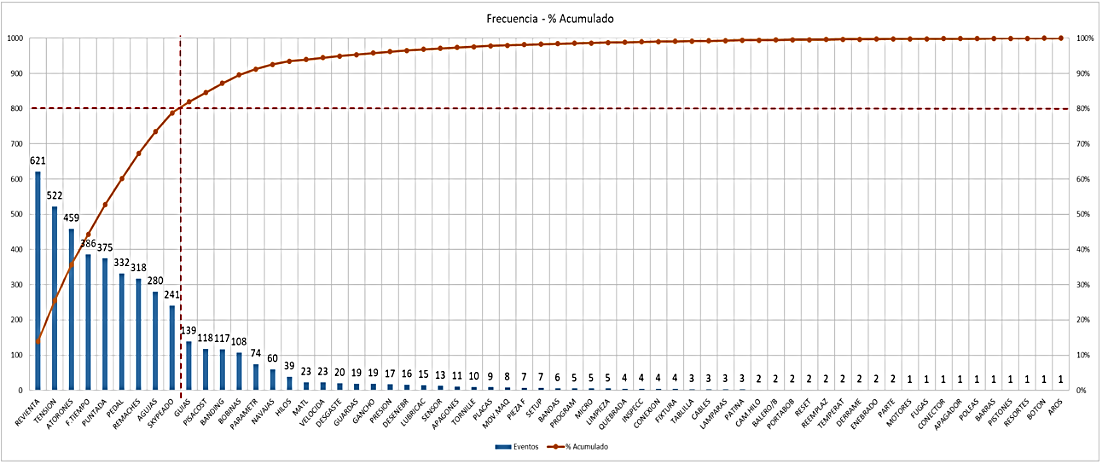 Frecuencia - % Acumulado
1000
900
800
700
600
500
400
300
200
100
0
100%
90%
80%
70%
60%
50%
40%
30%
20%
10%
0%
621 522 459 386 375 332 318 280 241 139 118 117 108 74 60 39 23 23 20 19 19 17 16 15 13 11 10 9 8 7 7 6 5 5 5 4 4 4 4 3 3 3 3 2 2 2 2 2 2 2 2 2 1 1 1 1 1 1 1 1 1 1
REVIENTA
TENSION
ATORONES
F.TIEMPO
PUNTADA
PEDAL
REMACHES
AGUJAS
SKYPEADO
GUIAS
PISACOST
BANDING
BOBINAS
PARAMETR
NAVAJAS
HILOS
MATL
VELOCIDA
DESGASTE
GUARDAS
GANCHO
PRESION
DESENEBR
LUBRICAC
SENSOR
APAGONES
TORNILLE
PLACAS
MOV MAQ
PIEZA F
SETUP
BANDAS
PROGRAM
MICRO
LIMPIEZA
QUEBRADA
INSPECC
CONEXION
FIXTURA
TABLILLA
CABLES
LAMPARAS
PATINA
CAM HILO
BALERO/B
PORTABOB
RESET
REEMPLAZ
TEMPERAT
DERRAME
ENEBRADO
PARTE
MOTORES
FUGAS
CONECTOR
APAGADOR
POLEAS
BARRAS
PISTONES
RESORTES
BOTON
AROS
Eventos
% Acumulado